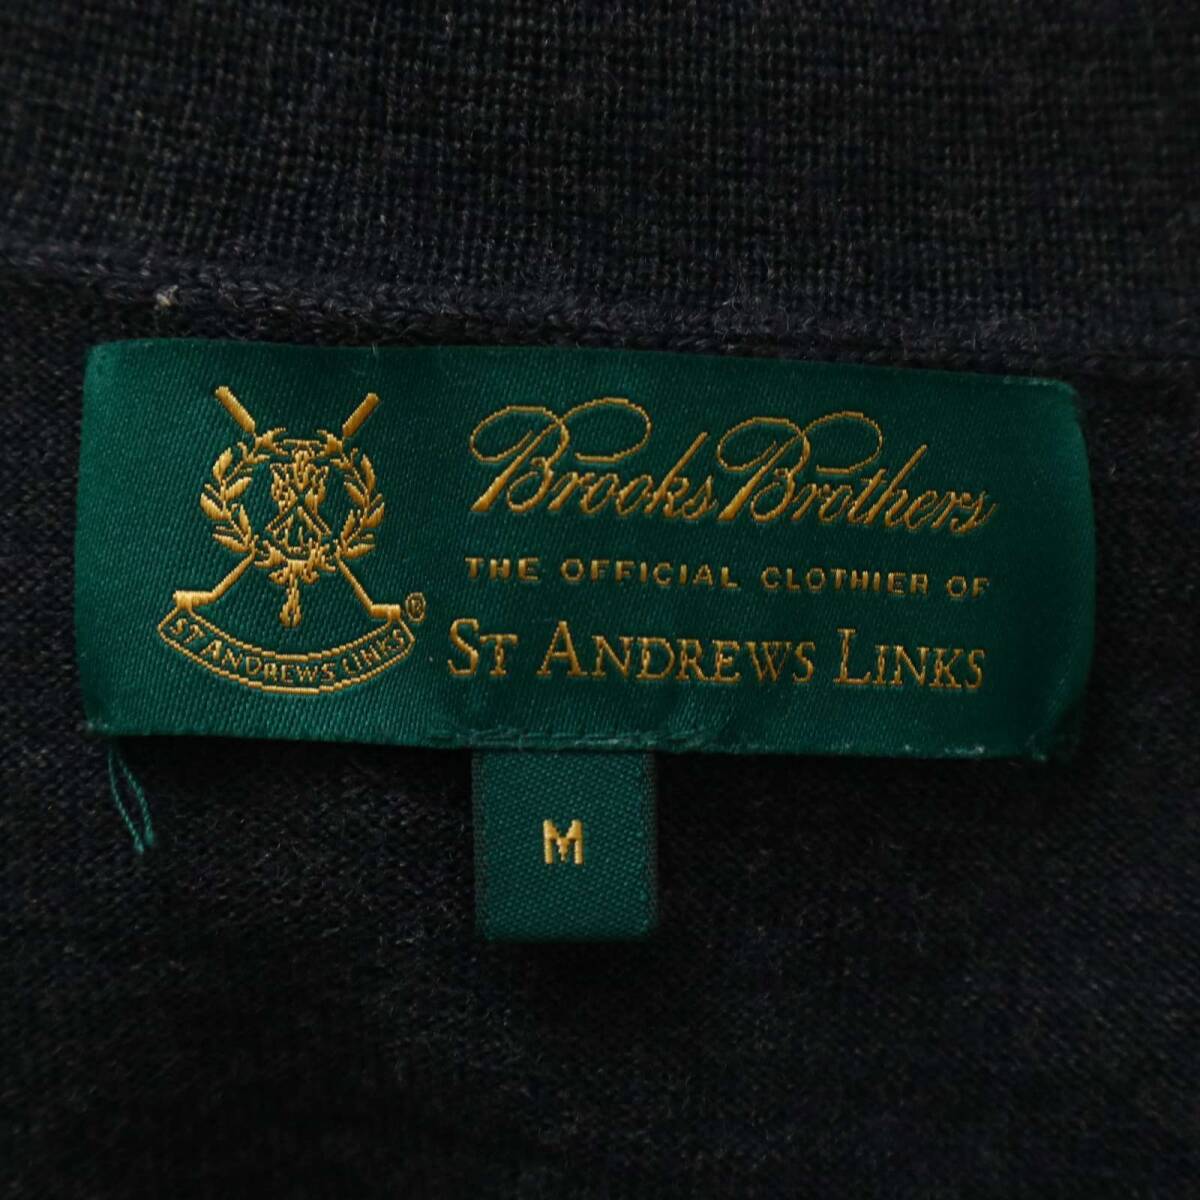 Brooks Brothers
THE OFFICIAL CLOTHIER OF
ST ANDREWS LINKS
ST ANDREWS LINKS ®
M